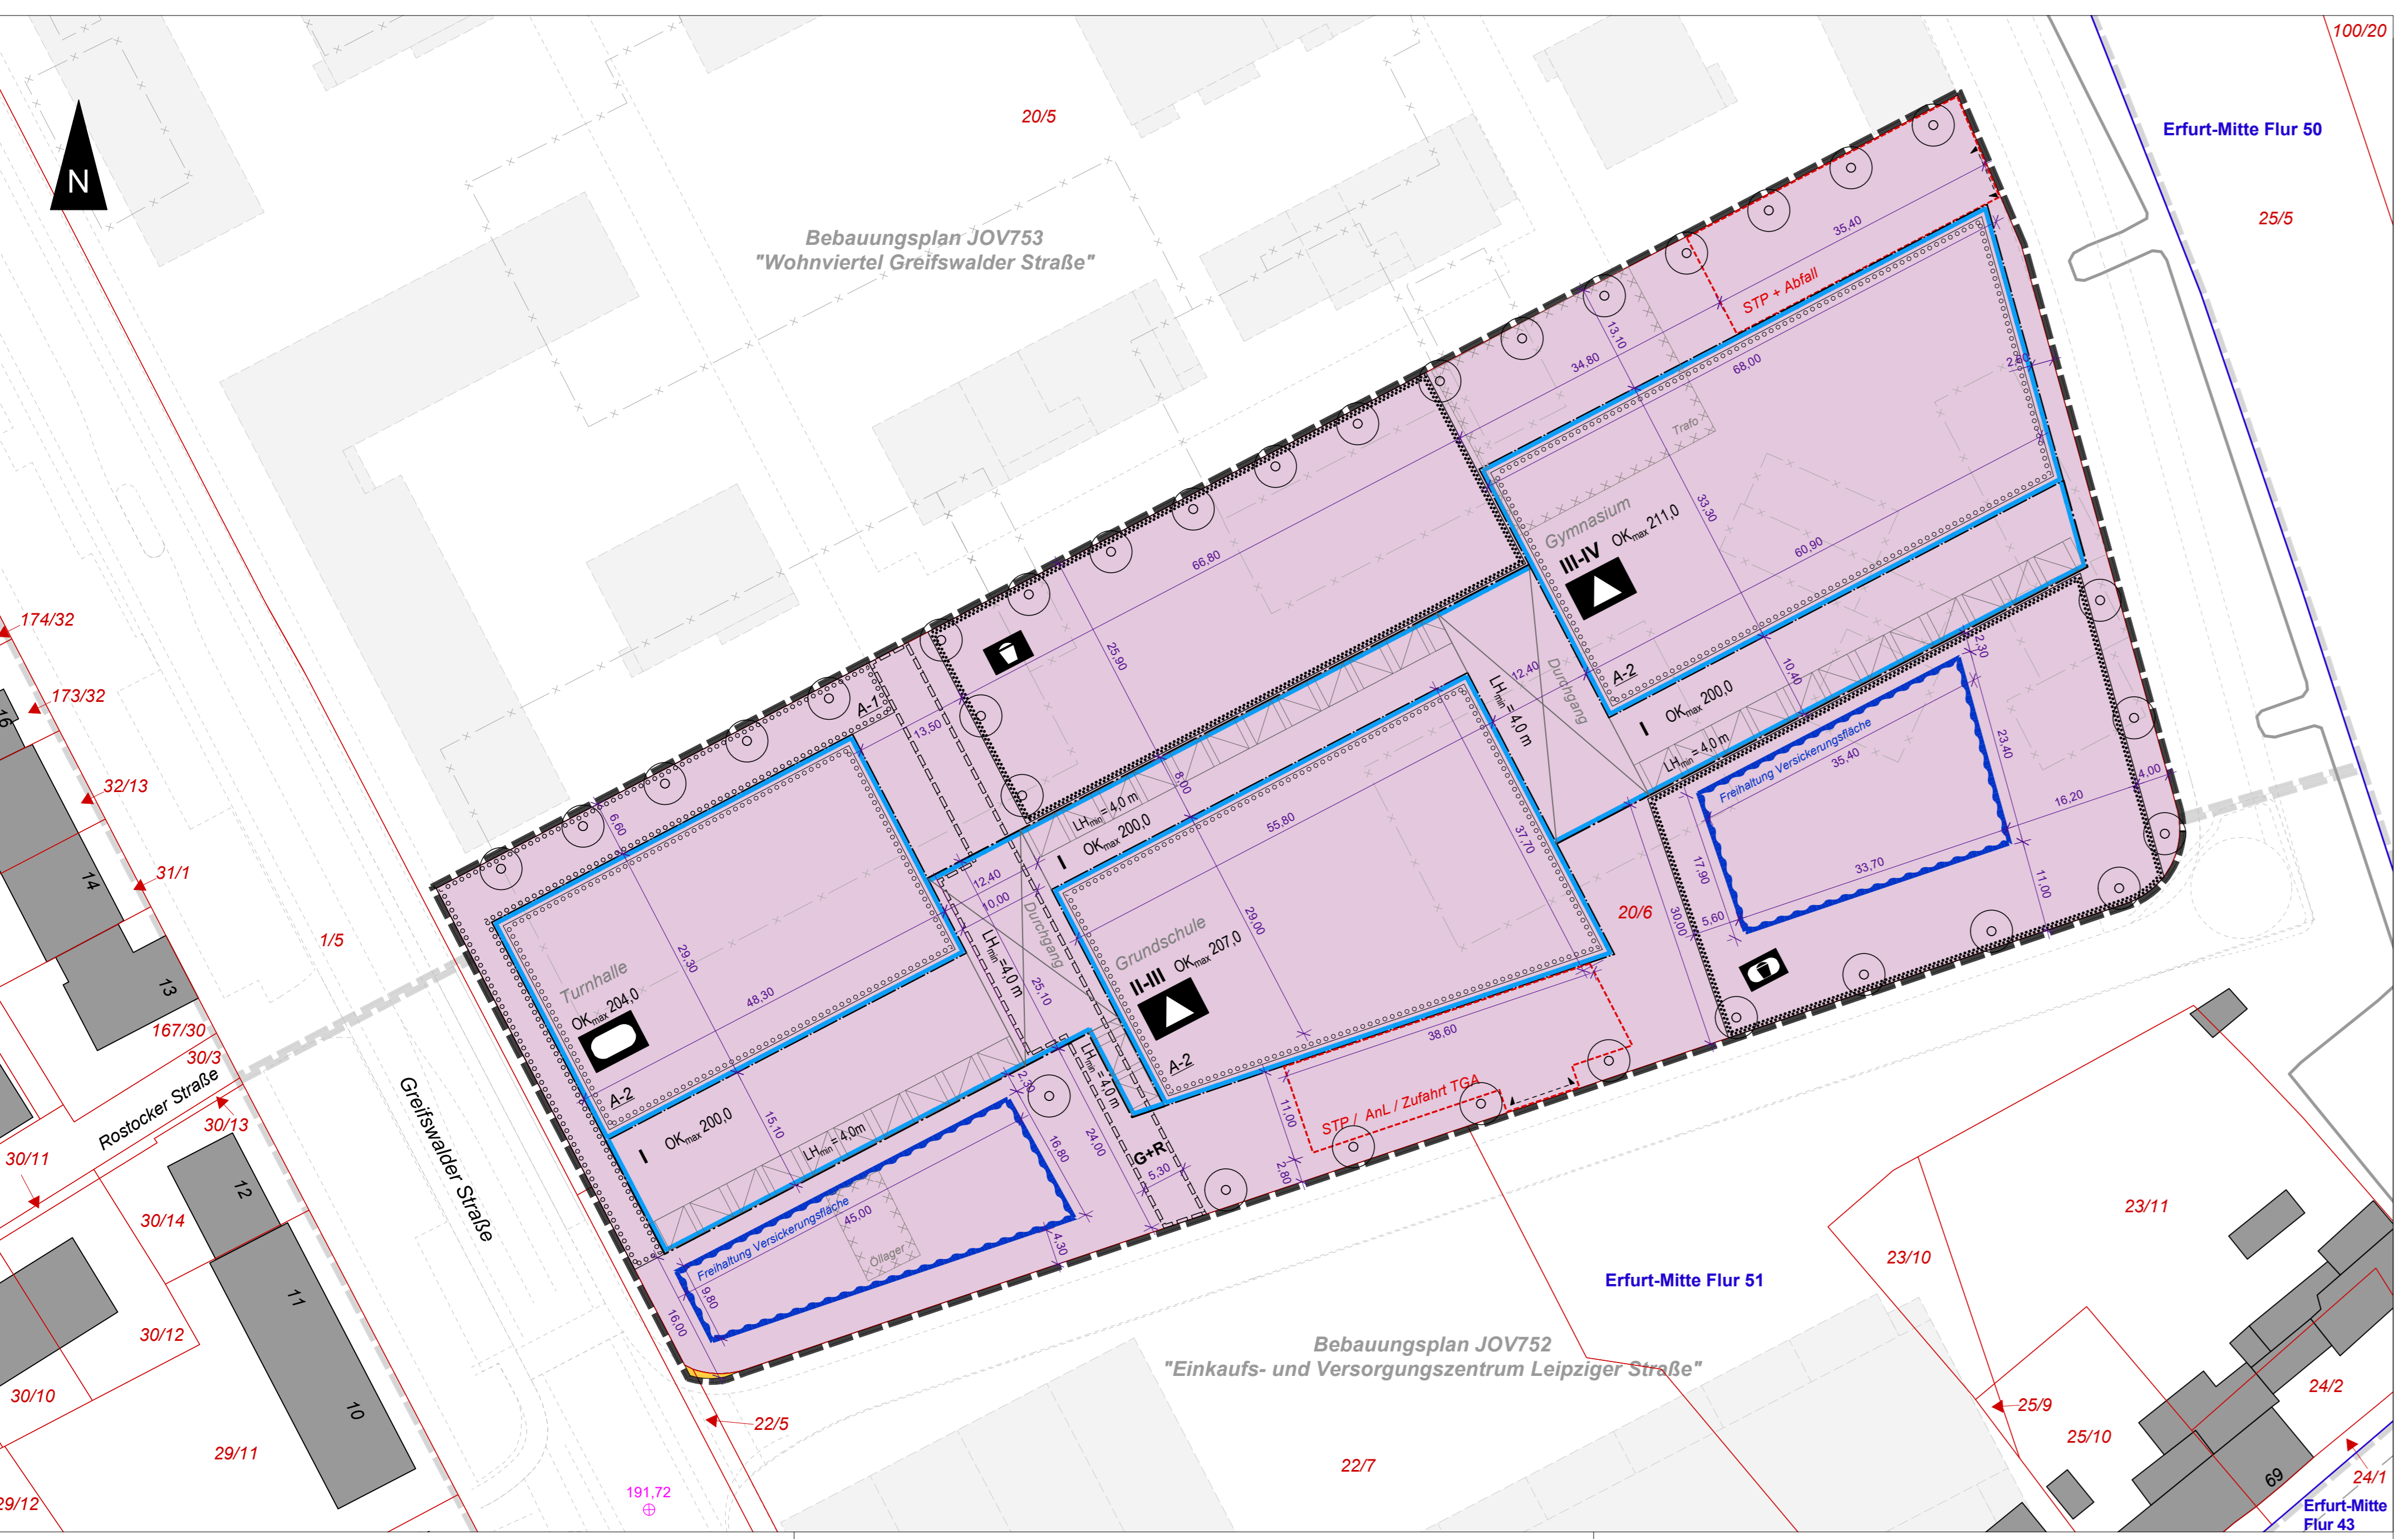 100/20
20/5
Erfurt-Mitte Flur 50
N
25/5
Bebauungsplan JOV753
"Wohnviertel Greifswalder Straße"
35,40
STP + Abfall
13,10
34,80
68,00
2,80
Trafo
33,30
Gymnasium
III-IV OKmax 211,0
60,90
66,80
25,90
174/32
173/32
16
32/13
14
31/1
13
167/30
30/3
1/5
A-1
13,50
12,40
Durchgang
A-2
10,40
2,30
I OKmax 200,0
LHmin = 4,0 m
LHmin = 4,0 m
Freihaltung Versickerungsfläche
35,40
23,40
4,00
16,20
33,70
17,90
11,00
5,60
30,00
20/6
6,60
8,00
LHmin = 4,0 m
I OKmax 200,0
55,80
37,70
12,40
10,00
Durchgang
29,00
Grundschule
II-III OKmax 207,0
A-2
LHmin =4,0 m
25,10
29,30
Turnhalle
OKmax 204,0
48,30
A-2
I OKmax 200,0
15,10
LHmin = 4,0m
2,30
LHmin = 4,0 m
38,60
STP / AnL / Zufahrt TGA
11,00
2,80
16,80
24,00
G+R
5,30
Freihaltung Versickerungsfläche
45,00
Öllager
4,30
9,80
16,00
Rostocker Straße
Greifswalder Straße
30/13
30/11
12
30/14
11
30/12
10
30/10
29/11
29/12
22/5
191,72
Erfurt-Mitte Flur 51
Bebauungsplan JOV752
"Einkaufs- und Versorgungszentrum Leipziger Straße"
22/7
23/11
23/10
24/2
25/9
25/10
69
24/1
Erfurt-Mitte
Flur 43